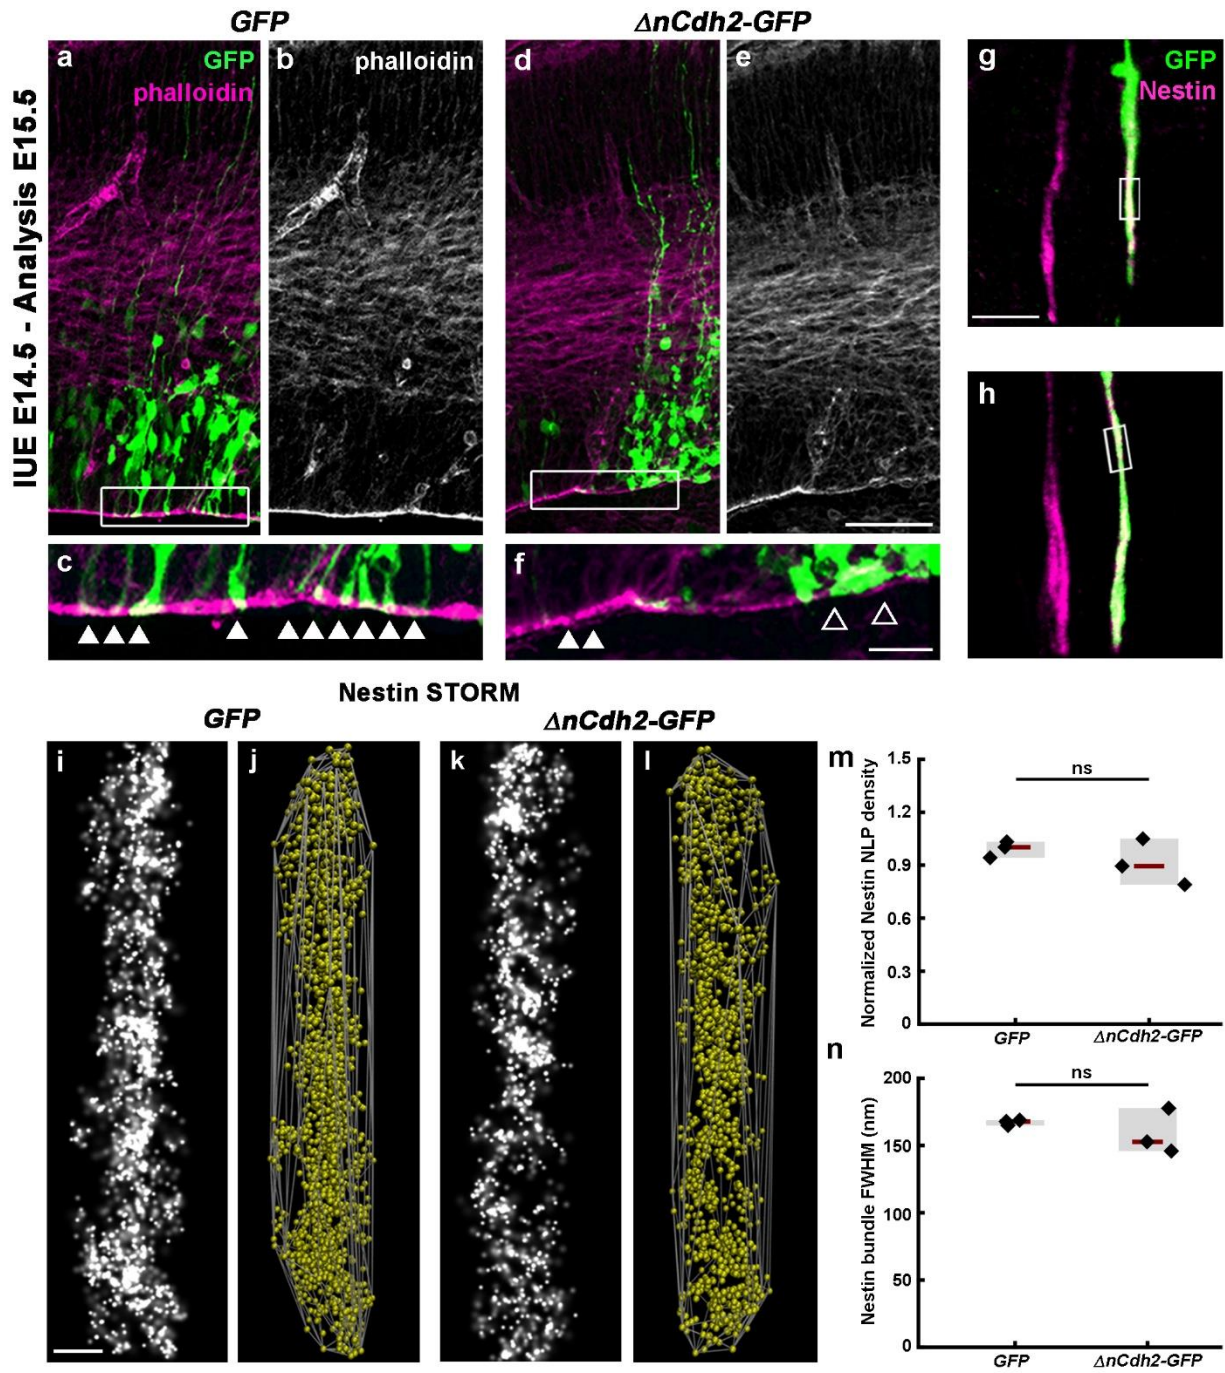 GFP
ΔnCdh2-GFP
IUE E14.5 - Analysis E15.5
a
GFP
phalloidin
b
phalloidin
d
e
g
GFP
Nestin
c
f
h
Nestin STORM
GFP
ΔnCdh2-GFP
i
j
k
l
m
Normalized Nestin NLP density
1.5
1.2
0.9
0.6
0.3
0
ns
GFP
ΔnCdh2-GFP
n
Nestin bundle FWHM (nm)
200
150
100
50
0
ns
GFP
ΔnCdh2-GFP